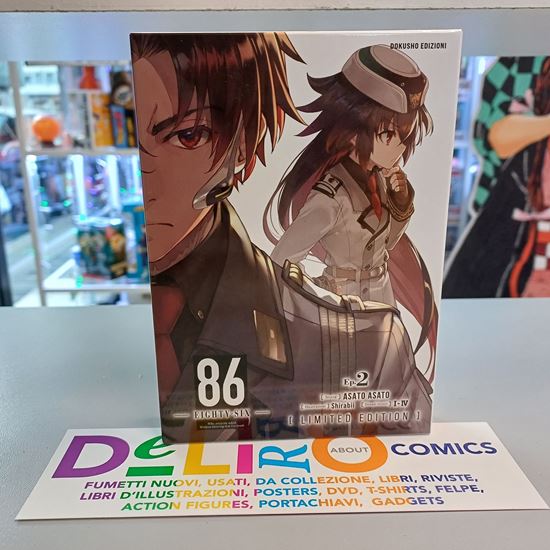 DOKUSHO EDIZIONI
86
EIGHTY-SIX
Ep.2
ASATO ASATO
Shirabii
I-IV
[ LIMITED EDITION ]
DeLiRiO ABOUT COMICS
FUMETTI NUOVI, USATI, DA COLLEZIONE, LIBRI, RIVISTE,
LIBRI D'ILLUSTRAZIONI, POSTERS, DVD, T-SHIRTS, FELPE,
ACTION FIGURES, PORTACHIAVI, GADGETS